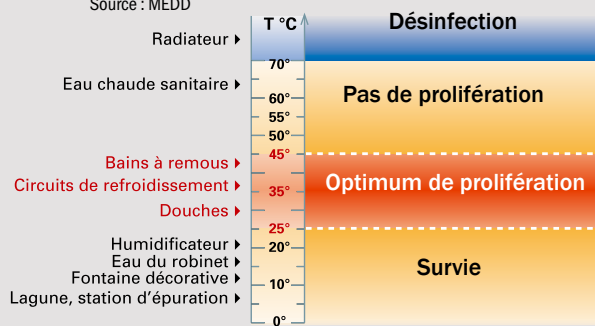 Source : MEDD
T °C
Désinfection
Radiateur
70°
Eau chaude sanitaire
60°
Pas de prolifération
55°
50°
45°
Bains à remous
Circuits de refroidissement
35°
Optimum de prolifération
Douches
25°
Humidificateur
20°
Eau du robinet
Survie
Fontaine décorative
10°
Lagune, station d'épuration
0°